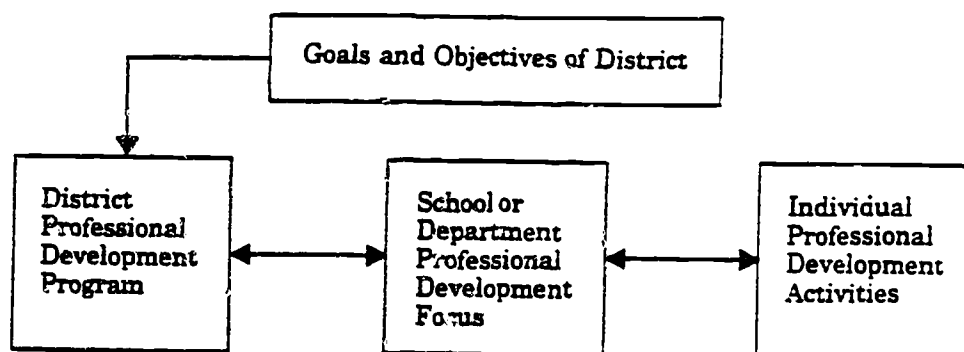 Goals and Objectives of District
District
Professional
Development
Program
School or
Department
Professional
Development
Focus
Individual
Professional
Development
Activities